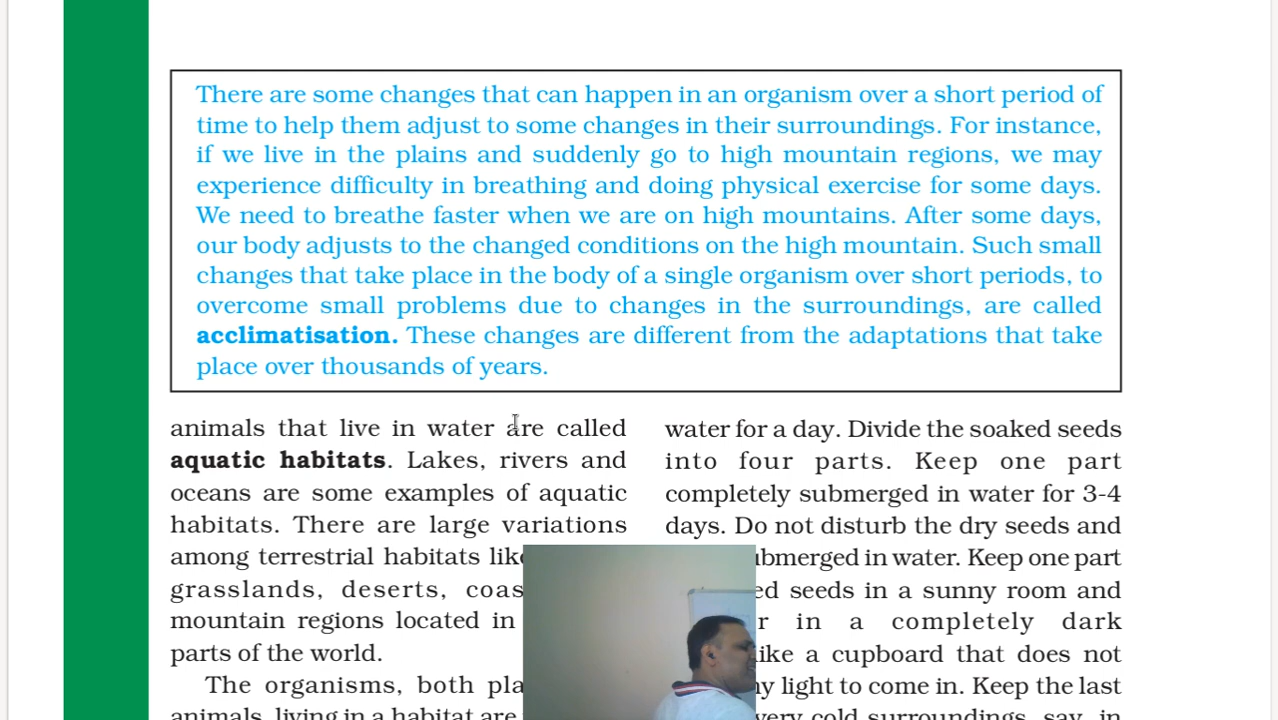 There are some changes that can happen in an organism over a short period of
time to help them adjust to some changes in their surroundings. For instance,
if we live in the plains and suddenly go to high mountain regions, we may
experience difficulty in breathing and doing physical exercise for some days.
We need to breathe faster when we are on high mountains. After some days,
our body adjusts to the changed conditions on the high mountain. Such small
changes that take place in the body of a single organism over short periods, to
overcome small problems due to changes in the surroundings, are called
acclimatisation. These changes are different from the adaptations that take
place over thousands of years.
animals that live in water are called
aquatic habitats. Lakes, rivers and
oceans are some examples of aquatic
habitats. There are large variations
among terrestrial habitats
grasslands, deserts,
mountain regions located in
parts of the world.
The organisms, both
animals, living in a habitat are
water for a day. Divide the soaked seeds
into four parts. Keep one part
completely submerged in water for 3-4
days. Do not disturb the dry seeds and
in water. Keep one part
seeds in a sunny room and
in a completely dark
like a cupboard that does not
light to come in. Keep the last
very cold surroundings, say, in